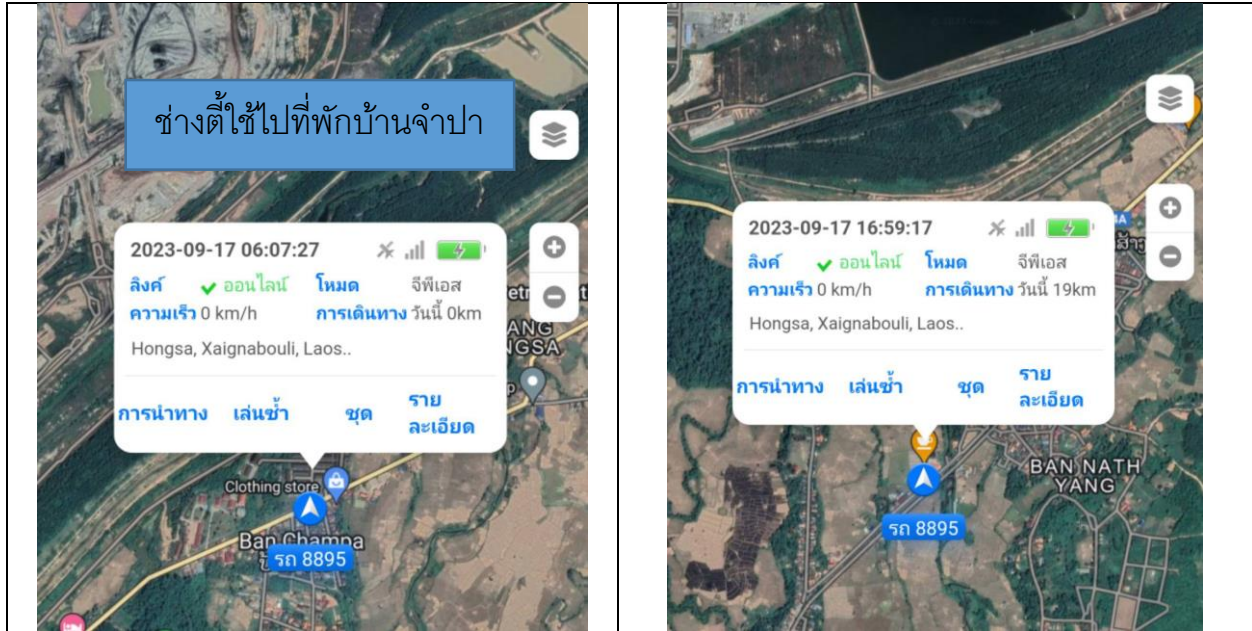 ช่างตี้ใช้ไปที่พักบ้านจำปา
2023-09-17 06:07:27
ลิงค์ ออนไลน์ โหมด จีพีเอส
ความเร็ว 0 km/h การเดินทาง วันนี้ 0km
Hongsa, Xaignabouli, Laos..
การนำทาง เล่นซ้ำ ชุด ราย
ละเอียด
Clothing store
Ban Champa
รถ 8895
2023-09-17 16:59:17
ลิงค์ ออนไลน์ โหมด จีพีเอส
ความเร็ว 0 km/h การเดินทาง วันนี้ 19km
Hongsa, Xaignabouli, Laos..
การนำทาง เล่นซ้ำ ชุด ราย
ละเอียด
BAN NATH
YANG
รถ 8895